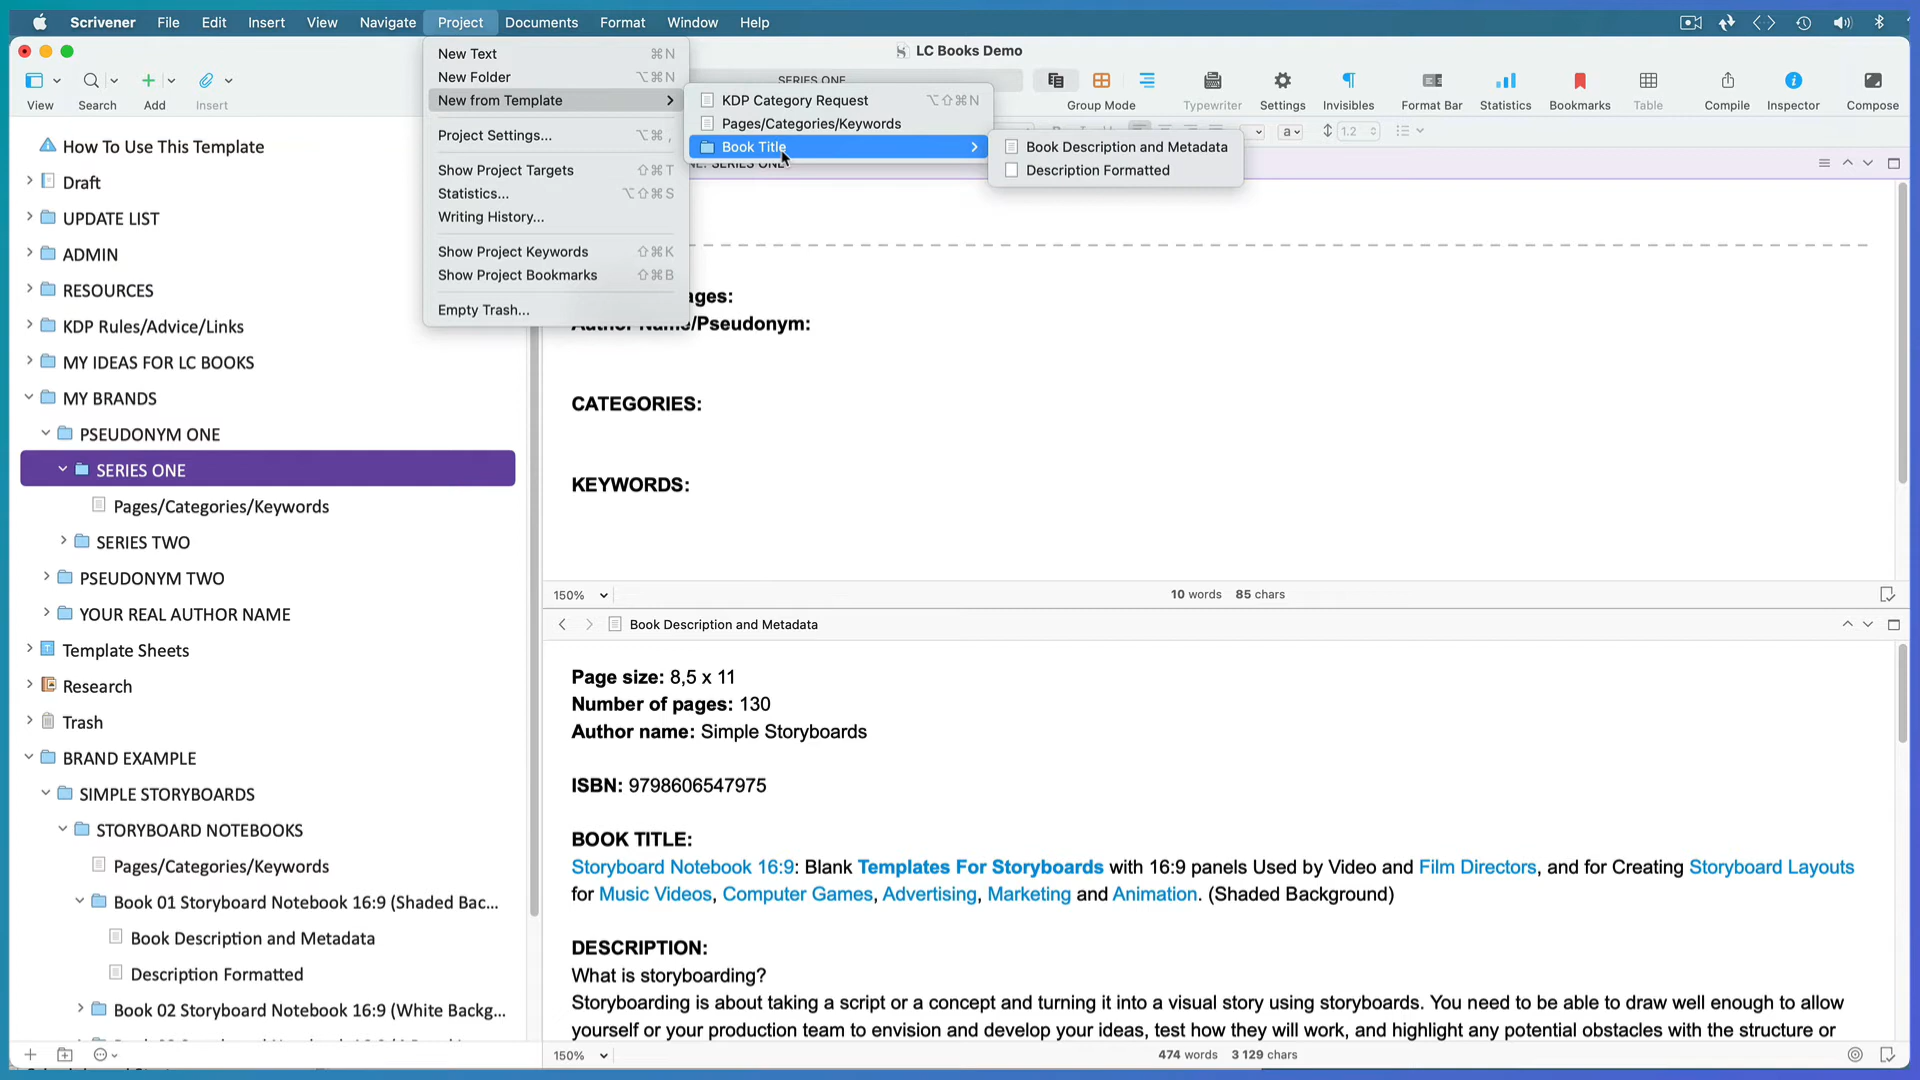 Scrivener File Edit Insert View Navigate Project Documents Format Window Help
LC Books Demo
View Search Add Insert
SERIES ONE
Group Mode Typewriter Settings Invisibles Format Bar Statistics Bookmarks Table Compile Inspector Compose
a 1.2
New Text ⌘N
New Folder ⌥⌘N
New from Template
Project Settings... ⌥⌘,
Show Project Targets ⇧⌘T
Statistics... ⌥⇧⌘S
Writing History...
Show Project Keywords ⇧⌘K
Show Project Bookmarks ⇧⌘B
Empty Trash...
KDP Category Request ⌥⇧⌘N
Pages/Categories/Keywords
Book Title
Book Description and Metadata
Description Formatted
SERIES ONE
How To Use This Template
Draft
UPDATE LIST
ADMIN
RESOURCES
KDP Rules/Advice/Links
MY IDEAS FOR LC BOOKS
MY BRANDS
PSEUDONYM ONE
SERIES ONE
Pages/Categories/Keywords
SERIES TWO
PSEUDONYM TWO
YOUR REAL AUTHOR NAME
Template Sheets
Research
Trash
BRAND EXAMPLE
SIMPLE STORYBOARDS
STORYBOARD NOTEBOOKS
Pages/Categories/Keywords
Book 01 Storyboard Notebook 16:9 (Shaded Bac...
Book Description and Metadata
Description Formatted
Book 02 Storyboard Notebook 16:9 (White Backg...
ages:
Author Name/Pseudonym:
CATEGORIES:
KEYWORDS:
150% 10 words 85 chars
Book Description and Metadata
Page size: 8,5 x 11
Number of pages: 130
Author name: Simple Storyboards
ISBN: 9798606547975
BOOK TITLE:
Storyboard Notebook 16:9: Blank Templates For Storyboards with 16:9 panels Used by Video and Film Directors, and for Creating Storyboard Layouts
for Music Videos, Computer Games, Advertising, Marketing and Animation. (Shaded Background)
DESCRIPTION:
What is storyboarding?
Storyboarding is about taking a script or a concept and turning it into a visual story using storyboards. You need to be able to draw well enough to allow
yourself or your production team to envision and develop your ideas, test how they will work, and highlight any potential obstacles with the structure or
150% 474 words 3 129 chars